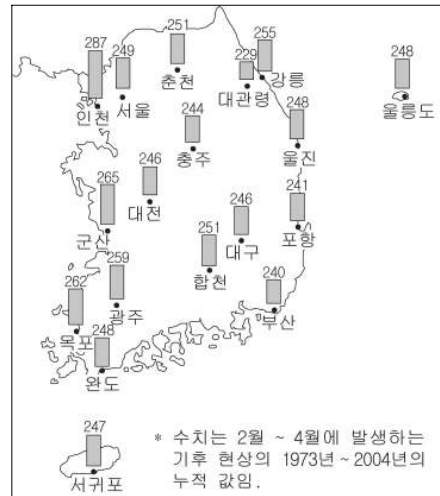 251
춘천
287
인천
249
서울
229
대관령
255
강릉
248
울릉도
244
충주
248
울진
246
대전
265
군산
241
포항
246
대구
251
합천
259
광주
262
목포
240
부산
248
완도
247
서귀포
* 수치는 2월 ~ 4월에 발생하는
기후 현상의 1973년~2004년의
누적 값임.